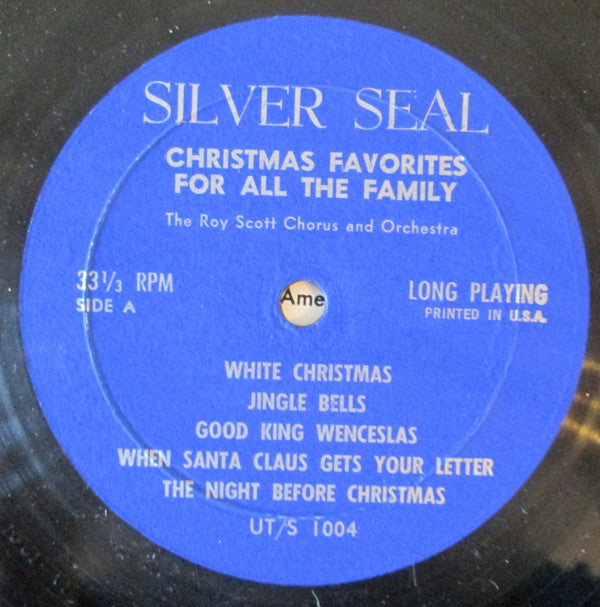 SILVER SEAL
CHRISTMAS FAVORITES
FOR ALL THE FAMILY
The Roy Scott Chorus and Orchestra
33 1/3 RPM
SIDE A
Ame
LONG PLAYING
PRINTED IN U.S.A.
WHITE CHRISTMAS
JINGLE BELLS
GOOD KING WENCESLAS
WHEN SANTA CLAUS GETS YOUR LETTER
THE NIGHT BEFORE CHRISTMAS
UT/S 1004